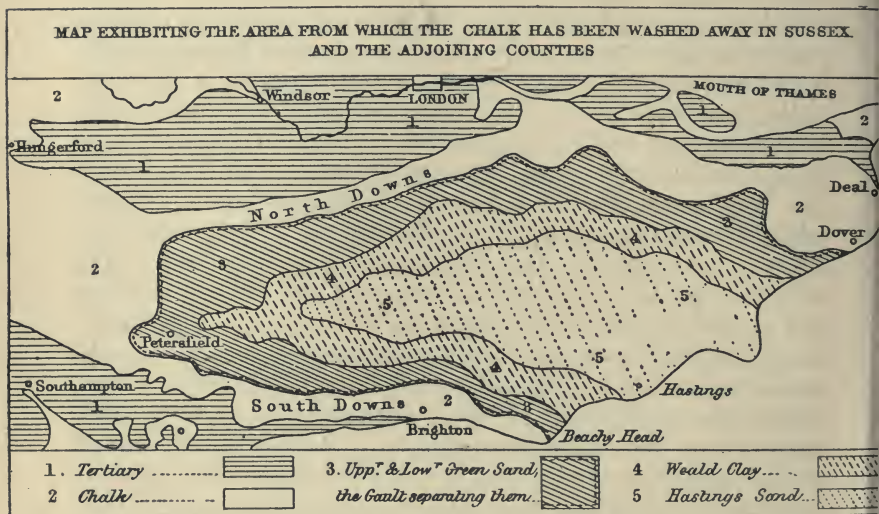 MAP EXHIBITING THE AREA FROM WHICH THE CHALK HAS BEEN WASHED AWAY IN SUSSEX
AND THE ADJOINING COUNTIES
2
Windsor
LONDON
MOUTH OF THAMES
1
1
2
Hungerford
1
1
Deal
North Downs
2
3
Dover
4
2
3
4
5
5
Petersfield
5
Southampton
4
Hastings
1
South Downs
2
3
Brighton
Beachy Head
1. Tertiary
3. Uppr. & Lowr Green Sand,
4 Weald Clay
2 Chalk
the Gault separating them
5 Hastings Sand